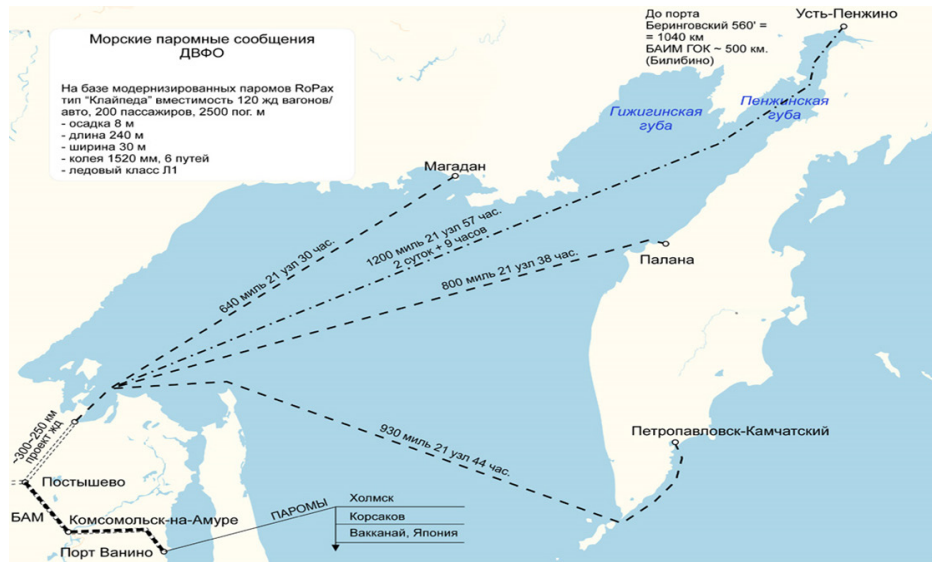 Морские паромные сообщения
ДВФО
На базе модернизированных паромов RoPax
тип "Клайпеда" вместимость 120 жд вагонов/
авто, 200 пассажиров, 2500 пог. м
- осадка 8 м
- длина 240 м
- ширина 30 м
- колея 1520 мм, 6 путей
- ледовый класс Л1
До порта
Беринговский 560' =
= 1040 км
БАИМ ГОК ~ 500 км.
(Билибино)
Усть-Пенжино
Гижигинская
губа
Пенжинская
губа
Магадан
640 миль 21 узл 30 час.
1200 миль 21 узл 57 час.
2 суток + 9 часов
800 миль 21 узл 38 час.
Палана
930 миль 21 узл 44 час.
Петропавловск-Камчатский
~300~250 км
проект жд
Постышево
БАМ
Комсомольск-на-Амуре
Порт Ванино
ПАРОМЫ
Холмск
Корсаков
Вакканай, Япония